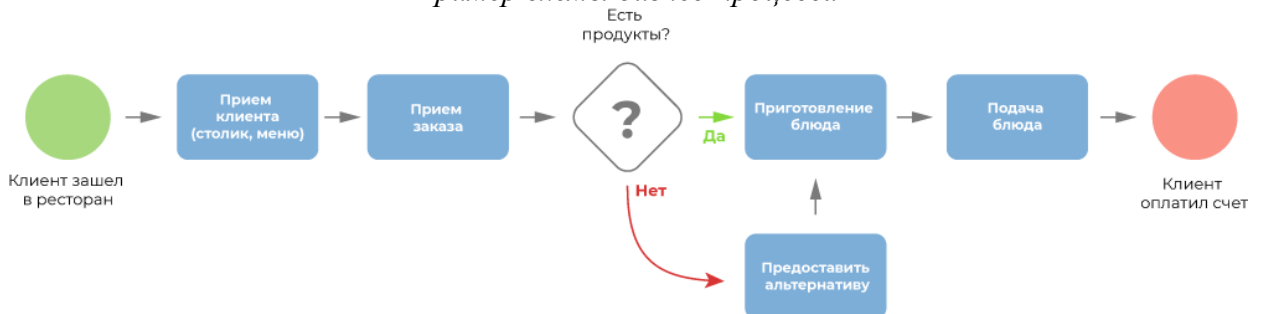 Есть
продукты?
Клиент зашел
в ресторан
Прием
клиента
(столик, меню)
Прием
заказа
?
Да
Нет
Приготовление
блюда
Предоставить
альтернативу
Подача
блюда
Клиент
оплатил счет